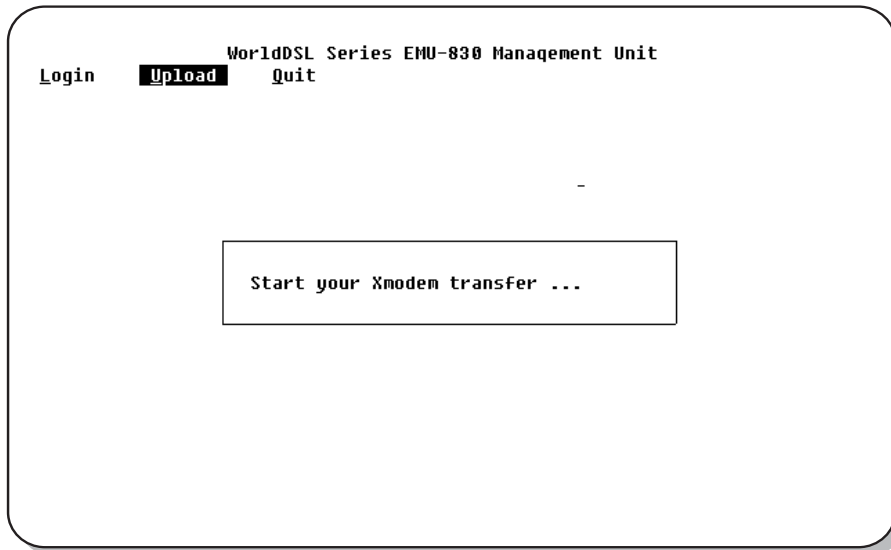 WorldDSL Series EMU-830 Management Unit
Login Upload Quit
Start your Xmodem transfer ...